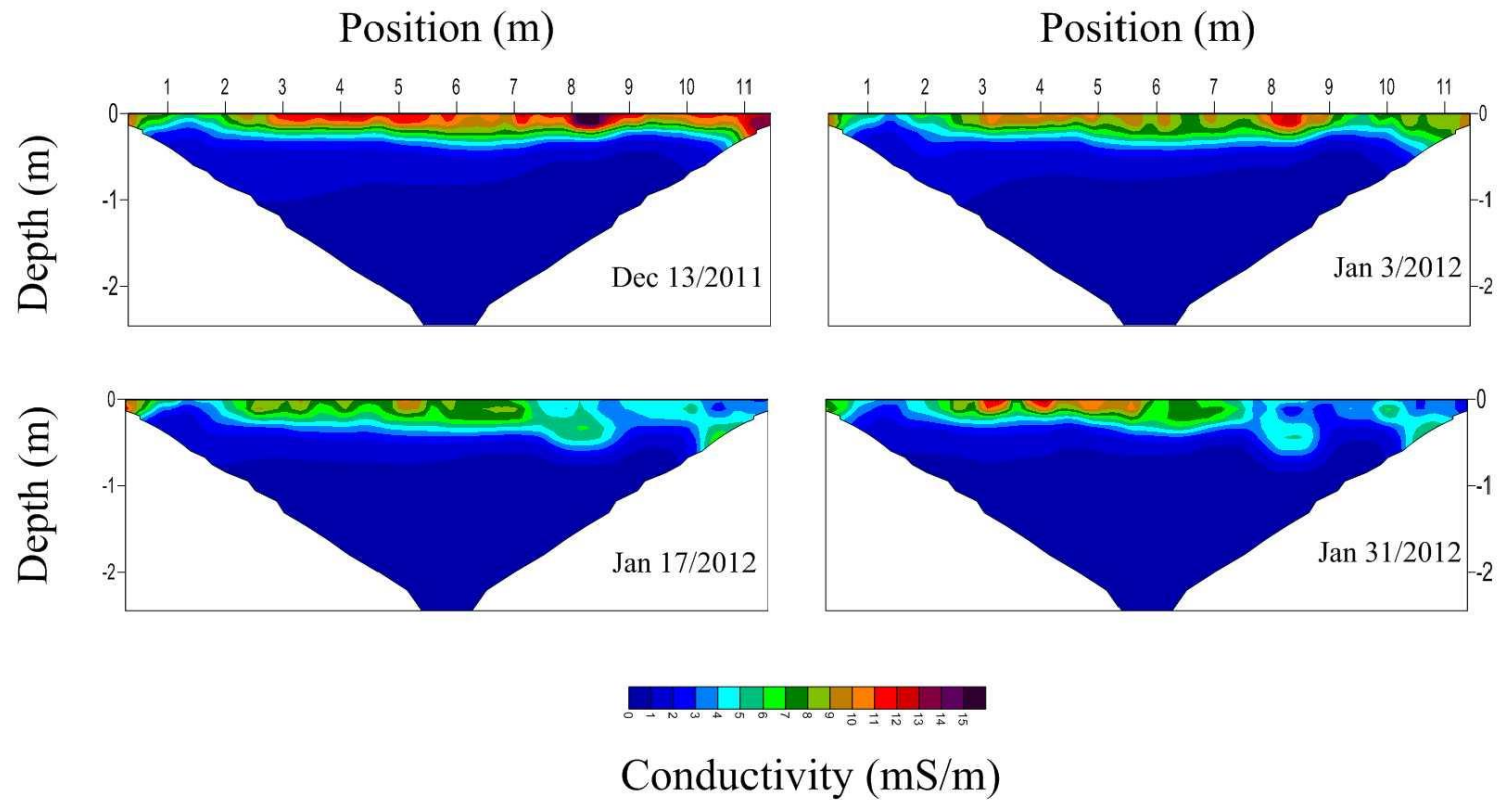 Position (m) Position (m)
1 2 3 4 5 6 7 8 9 10 11 1 2 3 4 5 6 7 8 9 10 11
0 0
Depth (m)
-1 -1
-2 -2
Dec 13/2011 Jan 3/2012
0 0
Depth (m)
-1 -1
-2 -2
Jan 17/2012 Jan 31/2012
0 1 2 3 4 5 6 7 8 9 10 11 12 13 14 15
Conductivity (mS/m)